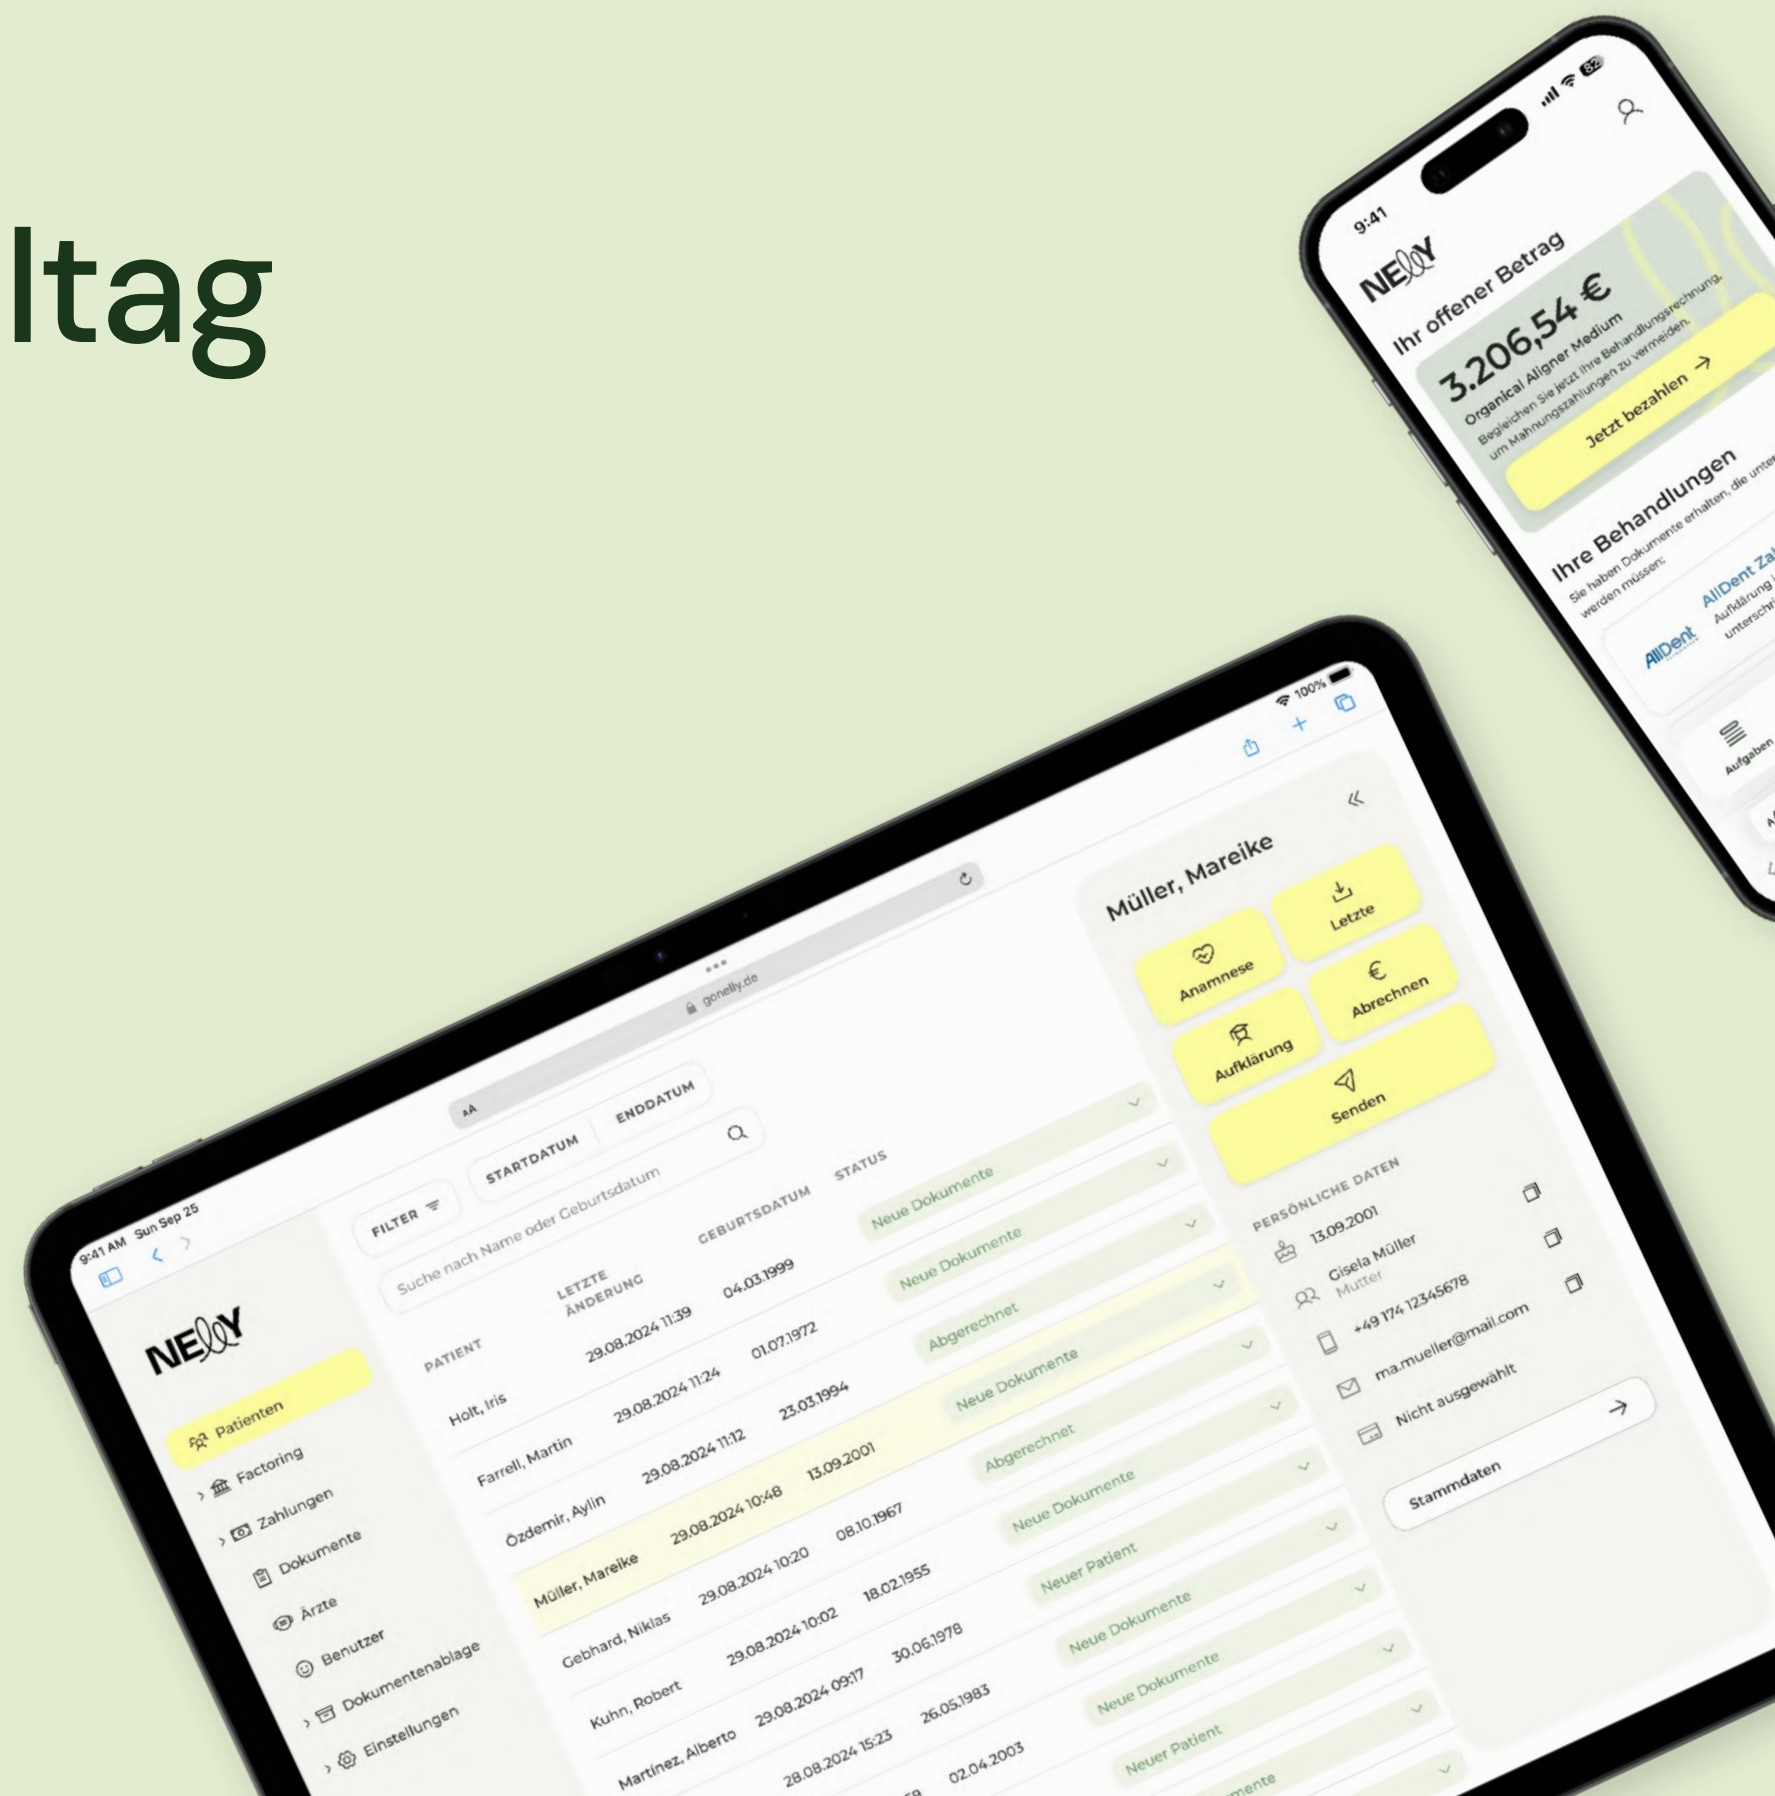 ltag
9:41
82
NELLY
Ihr offener Betrag
3.206,54 €
Organical Aligner Medium
Begleichen Sie jetzt Ihre Behandlungsrechnung,
um Mahnungszahlungen zu vermeiden.
Jetzt bezahlen
Ihre Behandlungen
Sie haben Dokumente erhalten, die unter
werden müssen:
AllDent
AllDent Za
Aufklärung
unterschri
Aufgaben
9:41 AM Sun Sep 25
100%
AA
gonelly.de
NELLY
Patienten
Factoring
Zahlungen
Dokumente
Ärzte
Benutzer
Dokumentenablage
Einstellungen
FILTER
STARTDATUM ENDDATUM
Suche nach Name oder Geburtsdatum
PATIENT LETZTE ÄNDERUNG GEBURTSDATUM STATUS
Holt, Iris 29.08.2024 11:39 04.03.1999 Neue Dokumente
Farrell, Martin 29.08.2024 11:24 01.07.1972 Neue Dokumente
Özdemir, Aylin 29.08.2024 11:12 23.03.1994 Abgerechnet
Müller, Mareike 29.08.2024 10:48 13.09.2001 Neue Dokumente
Gebhard, Niklas 29.08.2024 10:20 08.10.1967 Abgerechnet
Kuhn, Robert 29.08.2024 10:02 18.02.1955 Neue Dokumente
Martínez, Alberto 29.08.2024 09:17 30.06.1978 Neuer Patient
28.08.2024 15:23 26.05.1983 Neue Dokumente
59 02.04.2003 Neue Dokumente
Neuer Patient
mente
Müller, Mareike
Anamnese
Letzte
Aufklärung
Abrechnen
Senden
PERSÖNLICHE DATEN
13.09.2001
Gisela Müller
Mutter
+49 174 12345678
ma.mueller@mail.com
Nicht ausgewählt
Stammdaten